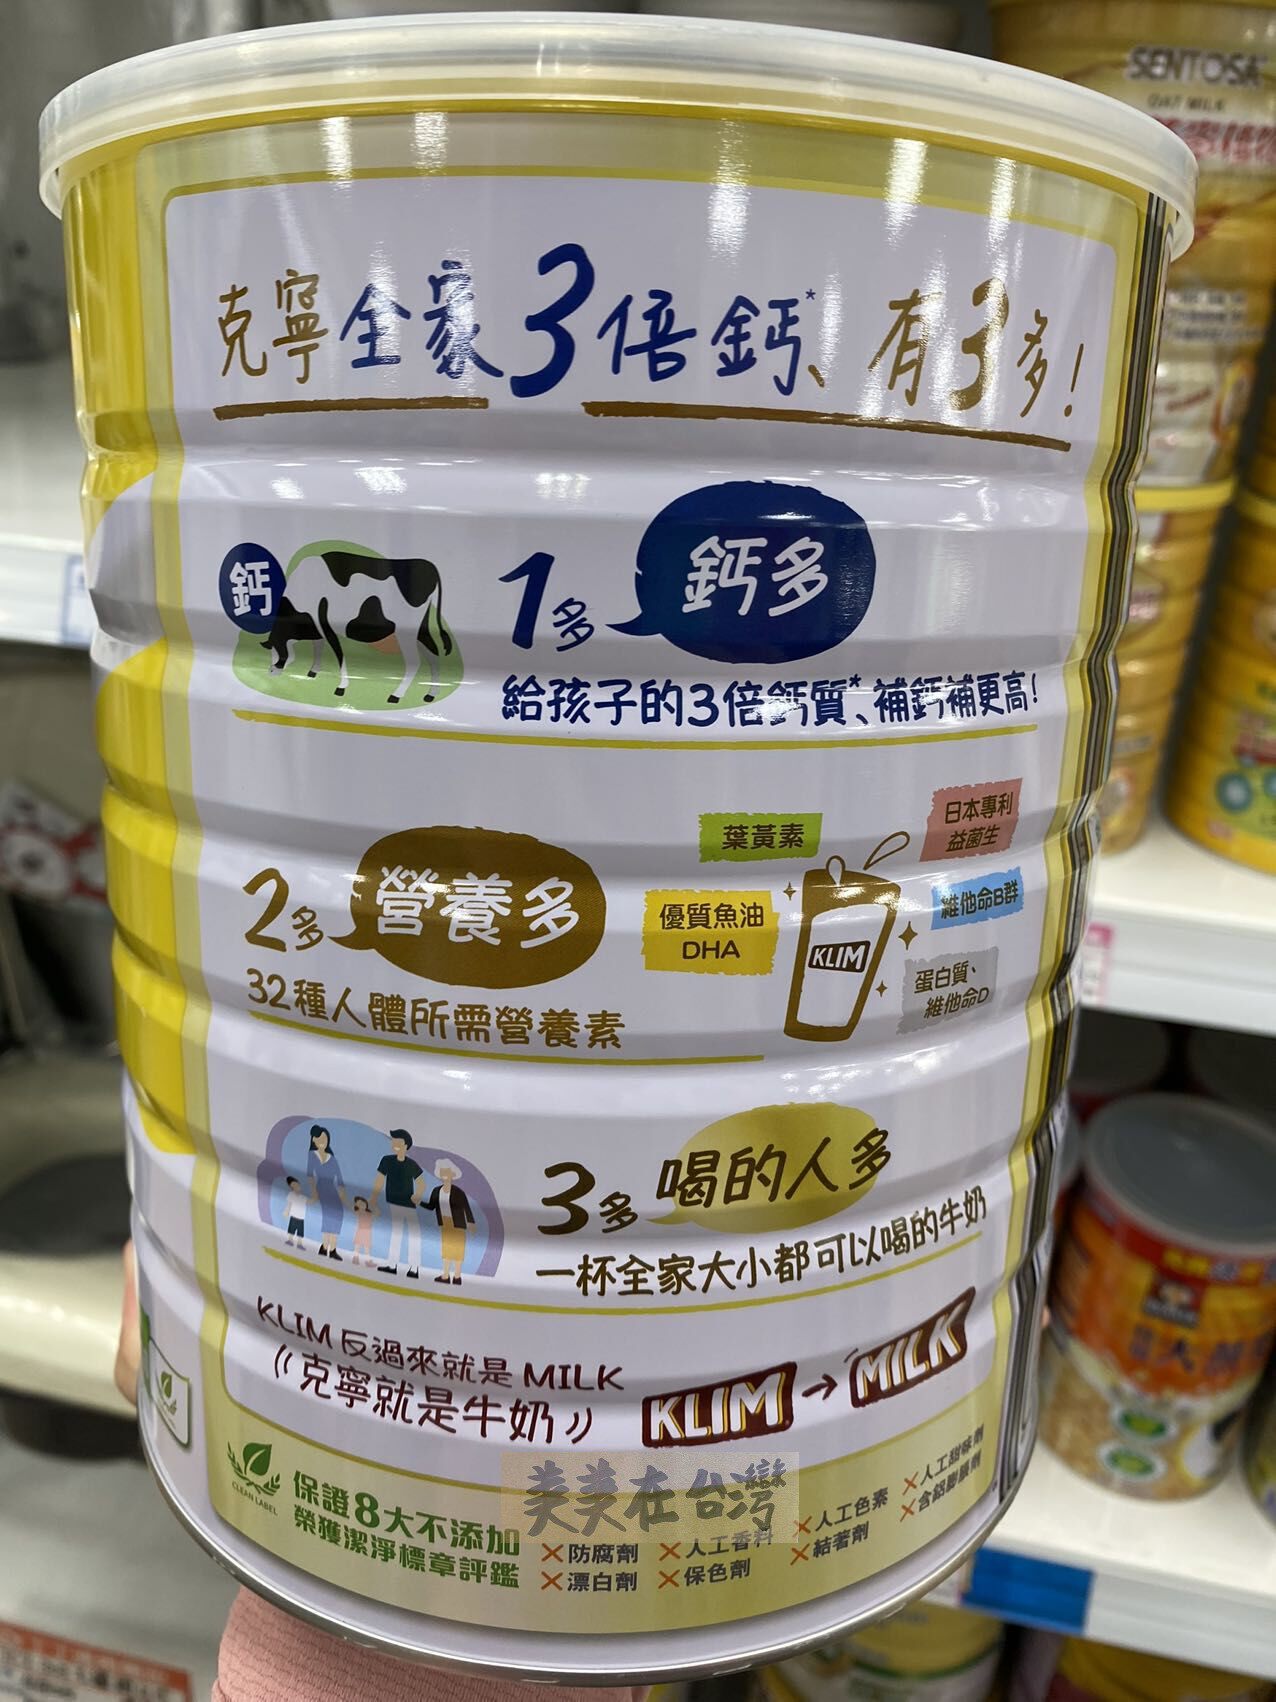 克寧全家3倍鈣*、有3多!
鈣
1多 鈣多
給孩子的3倍鈣質*、補鈣補更高!
2多 營養多
32種人體所需營養素
葉黃素
日本專利
益菌生
優質魚油
DHA
維他命B群
KLIM
蛋白質、
維他命D
3多 喝的人多
一杯全家大小都可以喝的牛奶
KLIM 反過來就是 MILK
"克寧就是牛奶"
KLIM → MILK
CLEAN LABEL
保證8大不添加
榮獲潔淨標章評鑑
×防腐劑 ×人工香料 ×人工色素 ×人工甜味劑
×漂白劑 ×保色劑 ×結著劑 ×含鋁膨脹劑
美美在台灣
SENTOSA
OAT MILK